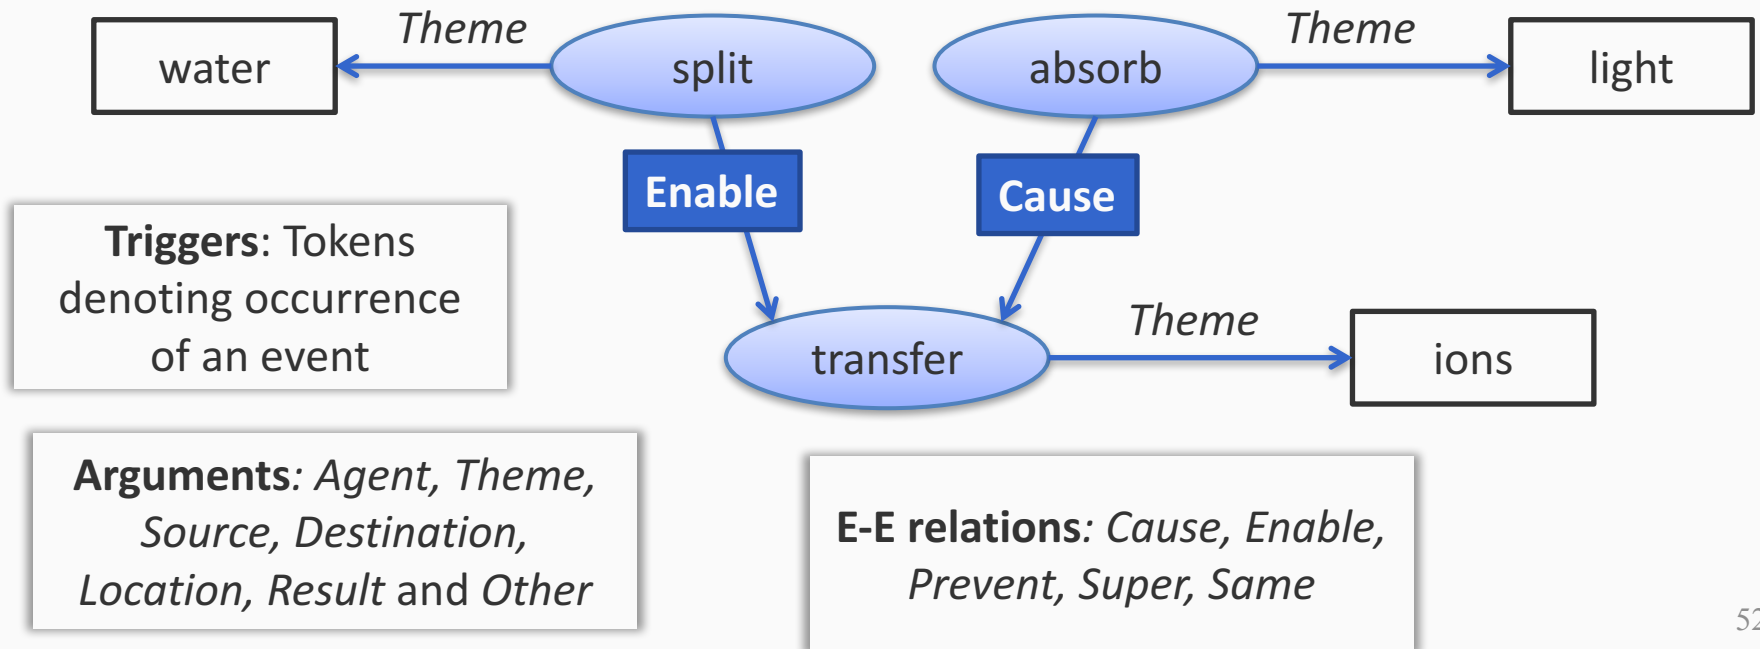 Theme
Theme
water
split
absorb
light
Enable
Cause
Triggers: Tokens
denoting occurrence
of an event
Theme
transfer
ions
Arguments: Agent, Theme,
Source, Destination,
Location, Result and Other
E-E relations: Cause, Enable,
Prevent, Super, Same
52